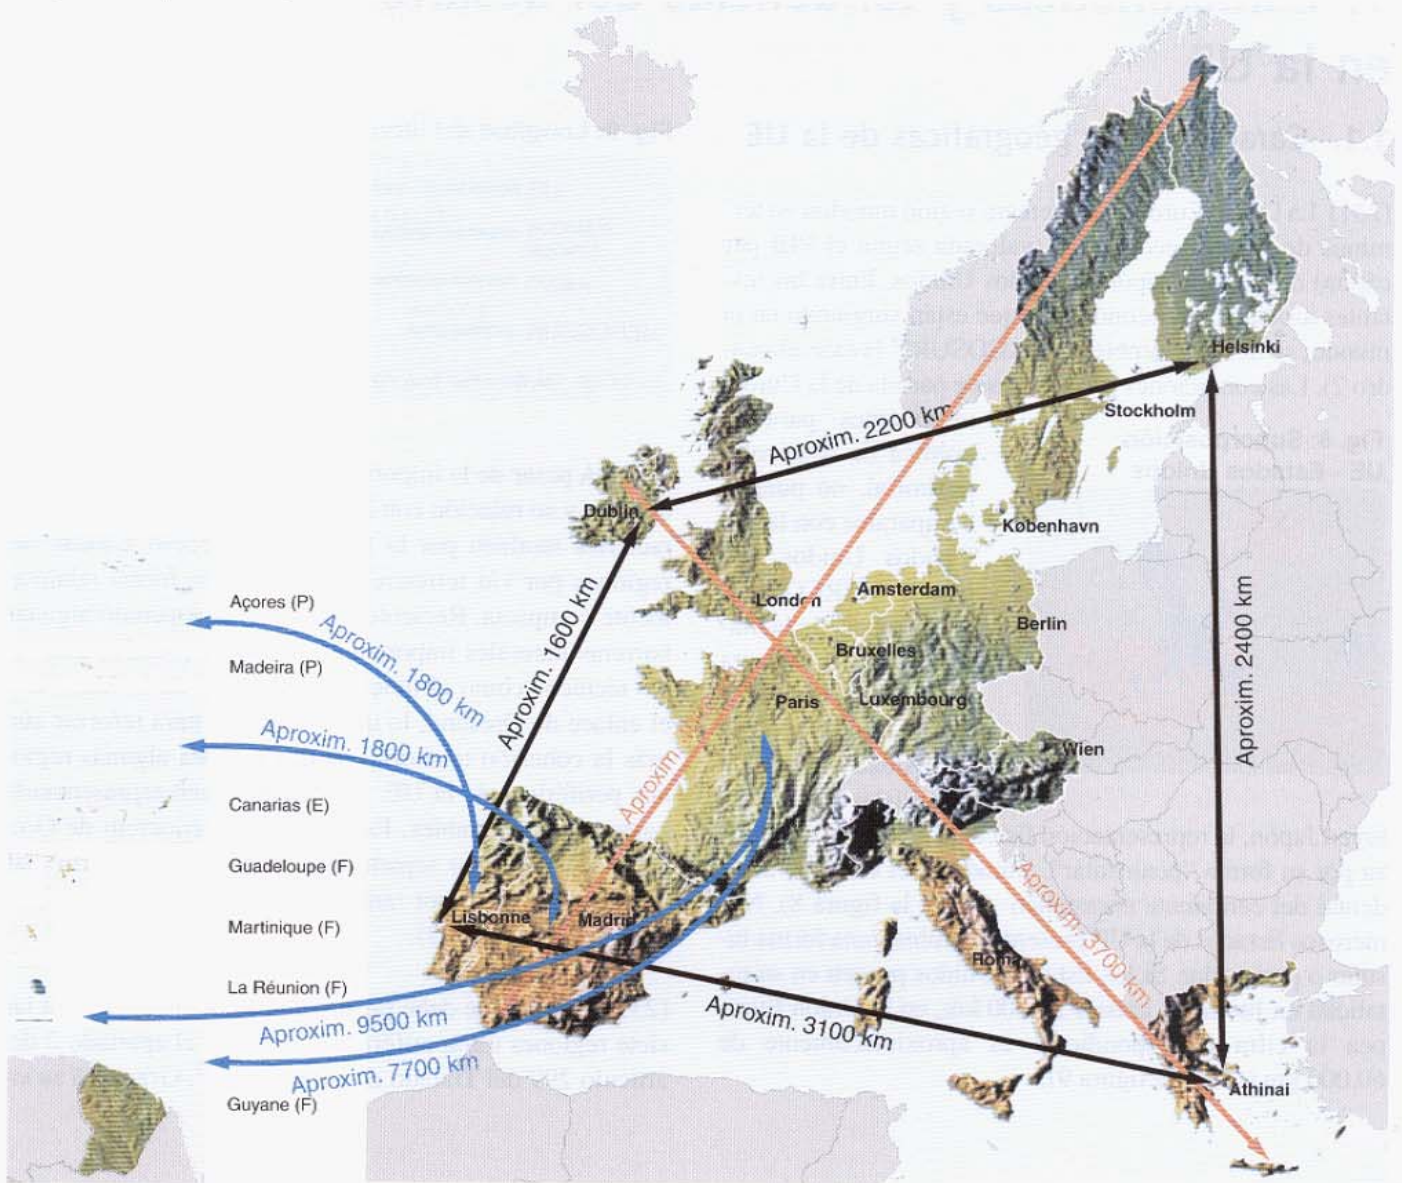 Helsinki
Stockholm
Aproxim. 2200 km
Dublin
København
Aproxim. 1600 km
Aproxim. 2400 km
Açores (P)
Aproxim. 1800 km
London
Amsterdam
Berlin
Bruxelles
Madeira (P)
Paris
Luxembourg
Aproxim. 1800 km
Wien
Aproxim
Canarias (E)
Guadeloupe (F)
Aproxim. 3700 km
Martinique (F)
Lisbonne
Madrid
Roma
La Réunion (F)
Aproxim. 9500 km
Aproxim. 3100 km
Aproxim. 7700 km
Guyane (F)
Athinai